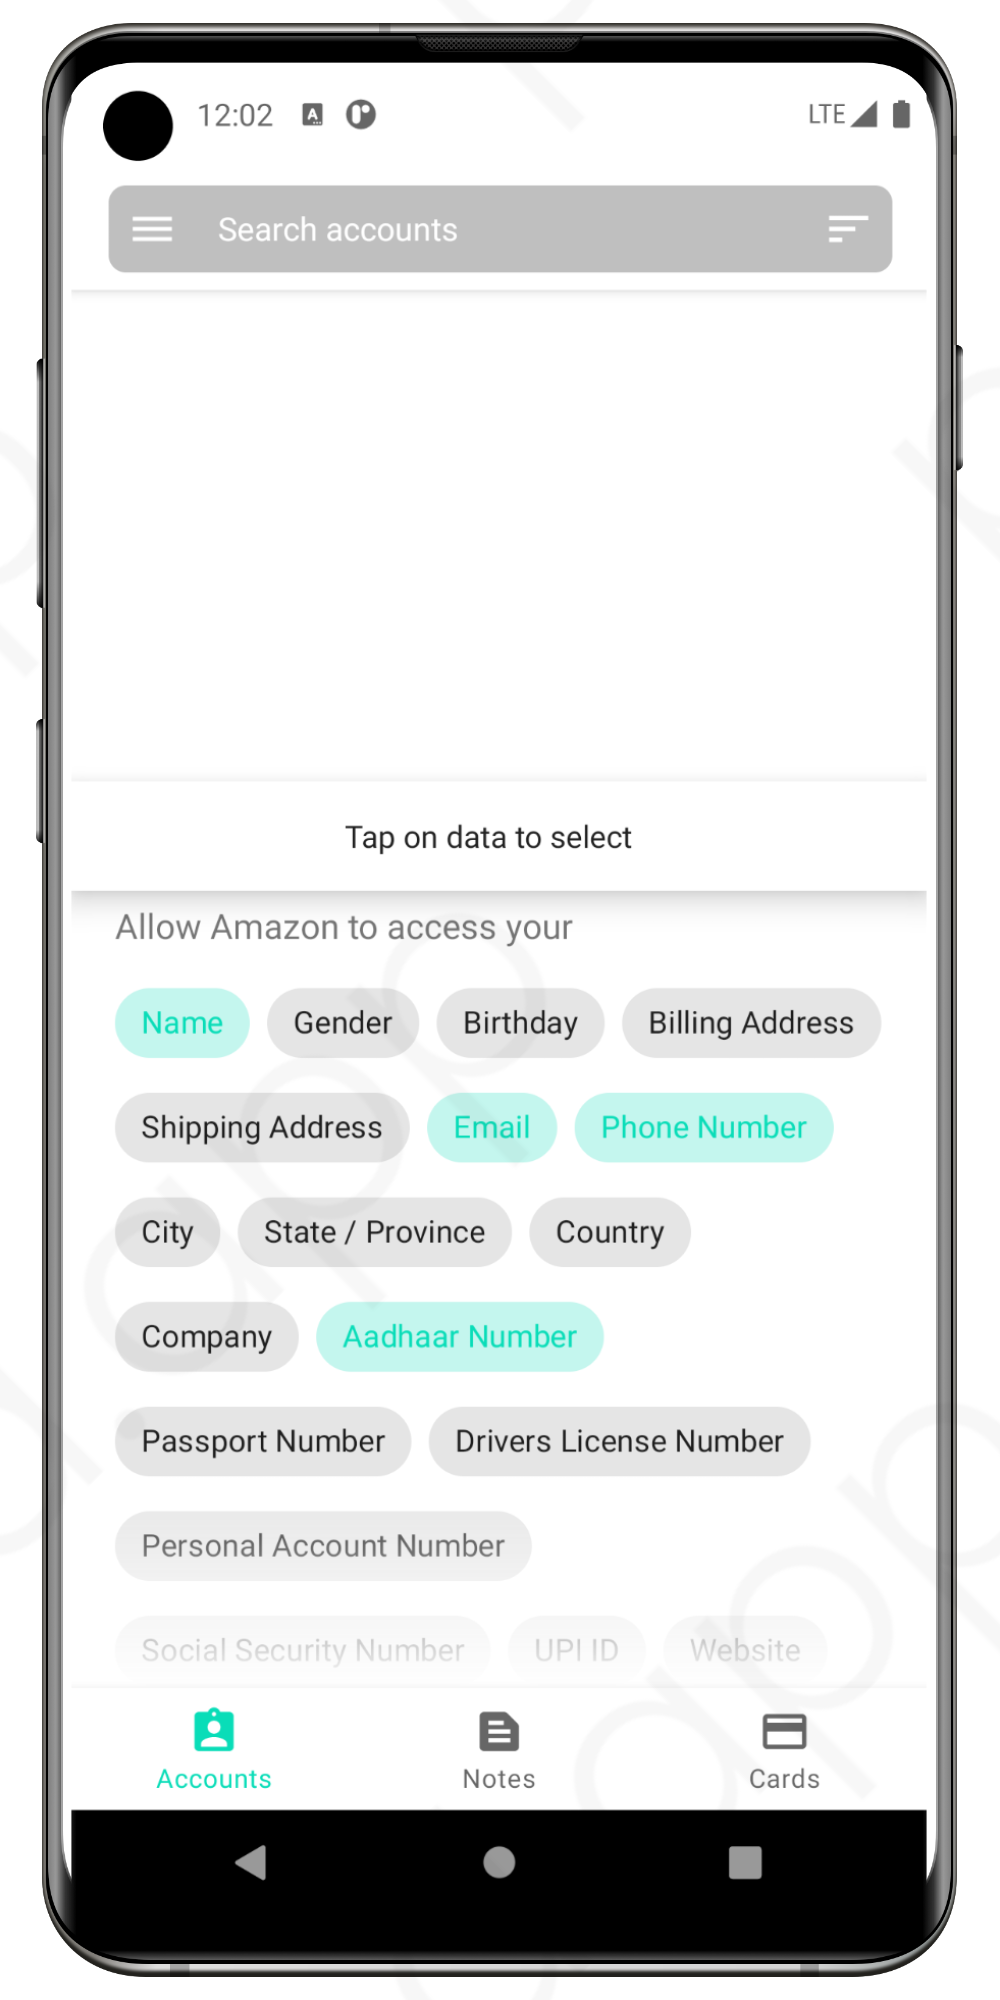 12:02 A LTE
Search accounts
Tap on data to select
Allow Amazon to access your
Name Gender Birthday Billing Address
Shipping Address Email Phone Number
City State / Province Country
Company Aadhaar Number
Passport Number Drivers License Number
Personal Account Number
Social Security Number UPI ID Website
Accounts Notes Cards